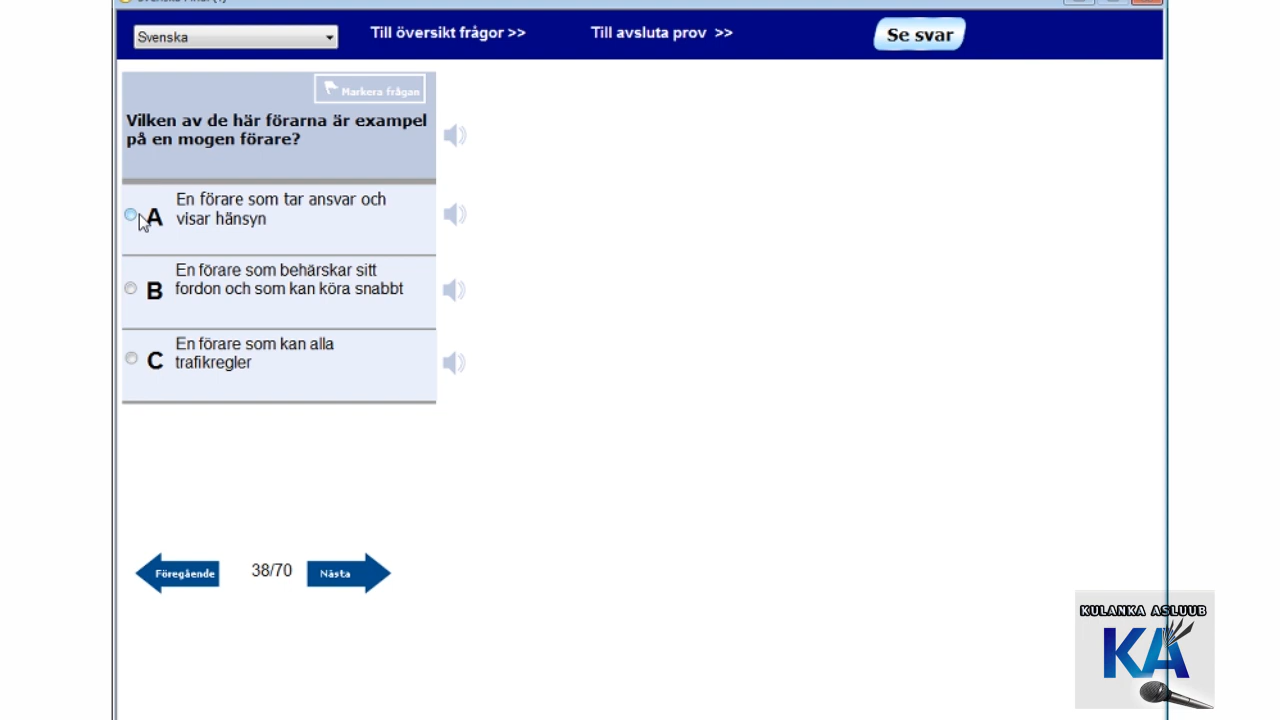 Svenska
Till översikt frågor >>
Till avsluta prov >>
Se svar
Markera frågan
Vilken av de här förarna är exampel
på en mogen förare?
A
En förare som tar ansvar och
visar hänsyn
B
En förare som behärskar sitt
fordon och som kan köra snabbt
C
En förare som kan alla
trafikregler
Föregående
38/70
Nästa
KULANKA ASLUUB
KA